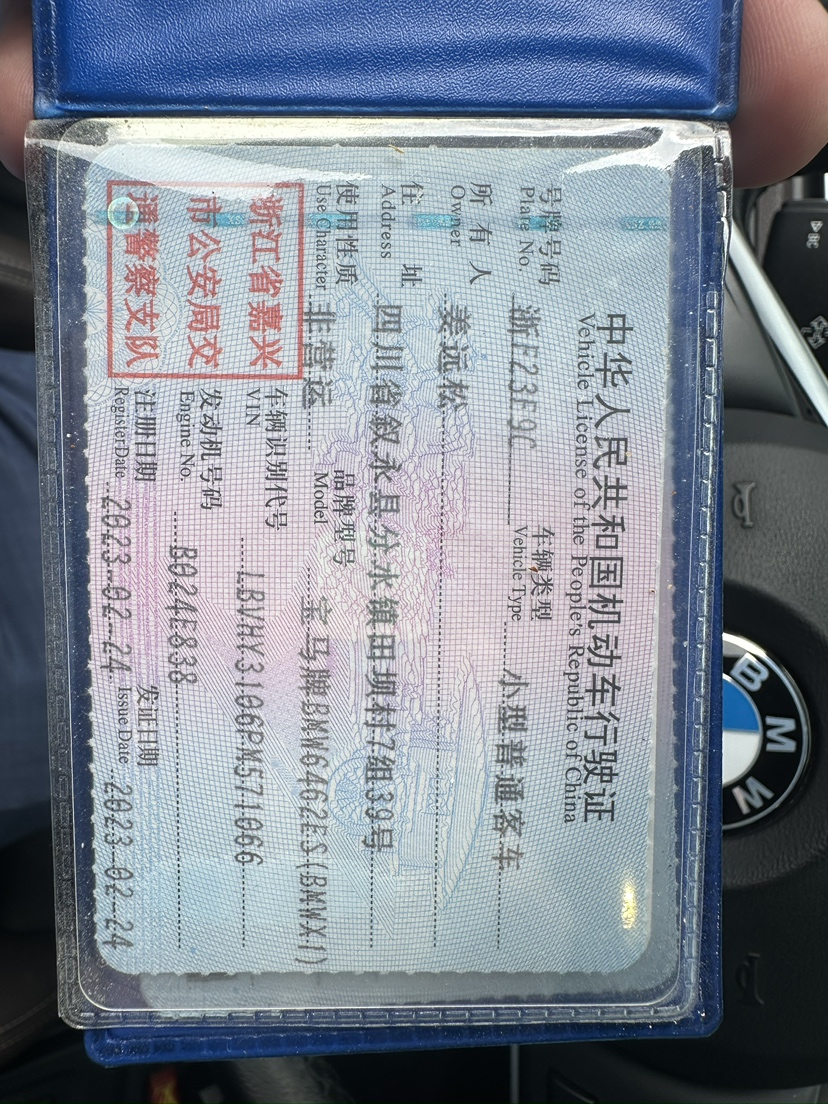 中华人民共和国机动车行驶证
Vehicle License of the People's Republic of China
号牌号码 浙F23F9C 车辆类型 小型普通客车
Plate No. Vehicle Type
所有人 姜远松
Owner
住址 四川省叙永县分水镇田坝村7组39号
Address
使用性质 非营运 品牌型号 宝马牌BMW6462ES(BMWX1)
Use Character Model
浙江省嘉兴
市公安局交
通警察支队
车辆识别代号 LBVHY3106PM571066
VIN
发动机号码 B024E838
Engine No.
注册日期 2023-02-24 发证日期 2023-02-24
Register Date Issue Date
BMW